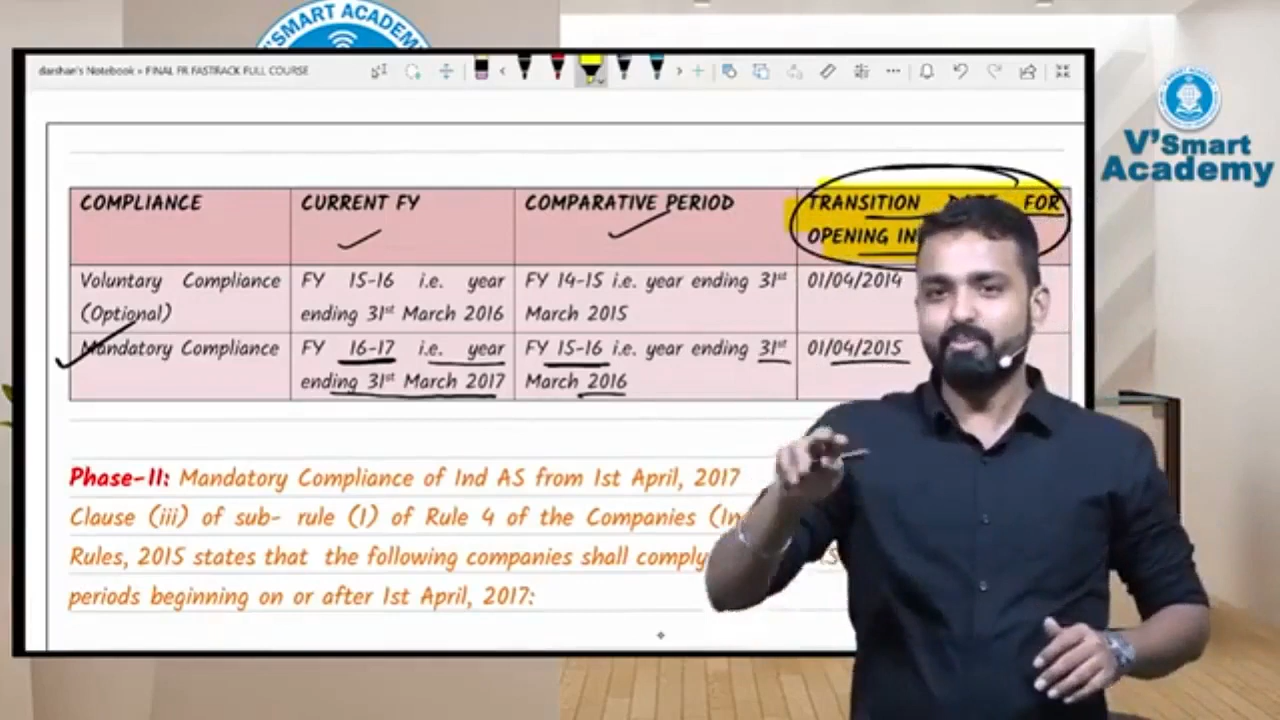 V'SMART ACADEMY
darshan's Notebook » FINAL FR FASTRACK FULL COURSE
V'Smart
Academy
COMPLIANCE CURRENT FY COMPARATIVE PERIOD TRANSITION FOR
OPENING
Voluntary Compliance FY 15-16 i.e. year FY 14-15 i.e. year ending 31st 01/04/2014
(Optional) ending 31st March 2016 March 2015
Mandatory Compliance FY 16-17 i.e. year FY 15-16 i.e. year ending 31st 01/04/2015
ending 31st March 2017 March 2016
Phase-II: Mandatory Compliance of Ind AS from 1st April, 2017
Clause (iii) of sub- rule (1) of Rule 4 of the Companies
Rules, 2015 states that the following companies shall comply
periods beginning on or after 1st April, 2017: